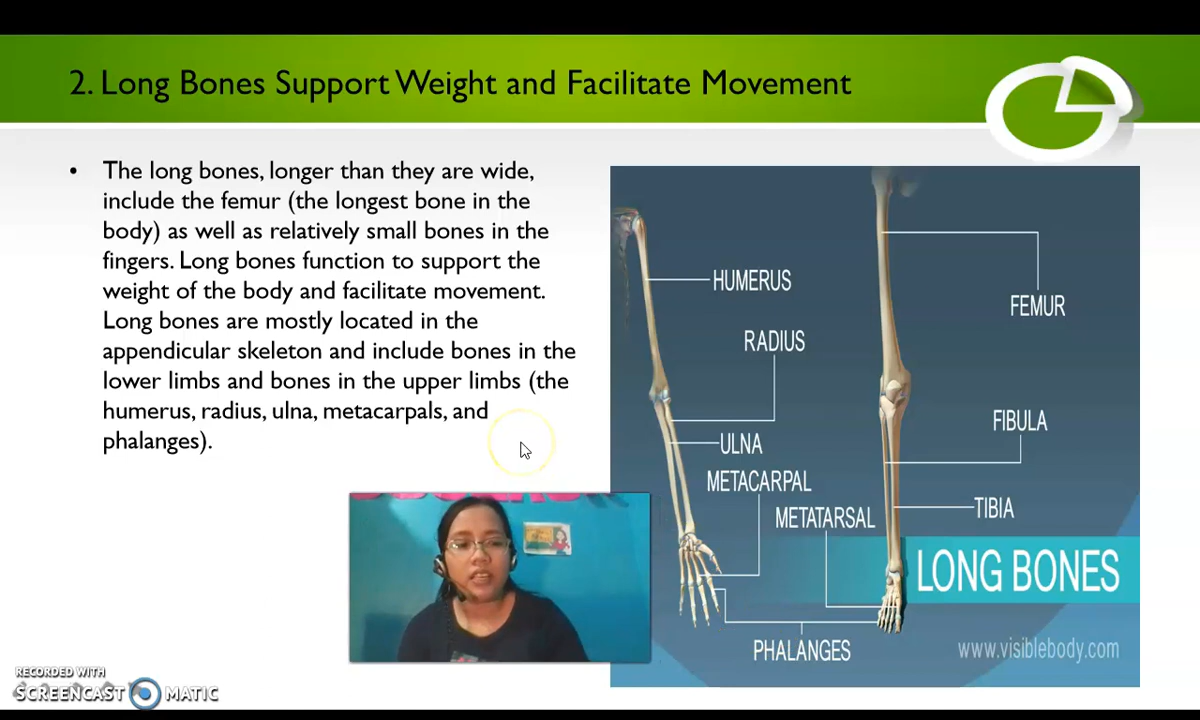 2. Long Bones Support Weight and Facilitate Movement
• The long bones, longer than they are wide,
include the femur (the longest bone in the
body) as well as relatively small bones in the
fingers. Long bones function to support the
weight of the body and facilitate movement.
Long bones are mostly located in the
appendicular skeleton and include bones in the
lower limbs and bones in the upper limbs (the
humerus, radius, ulna, metacarpals, and
phalanges).
HUMERUS
FEMUR
RADIUS
FIBULA
ULNA
METACARPAL
METATARSAL
TIBIA
LONG BONES
PHALANGES
www.visiblebody.com
RECORDED WITH
SCREENCAST MATIC